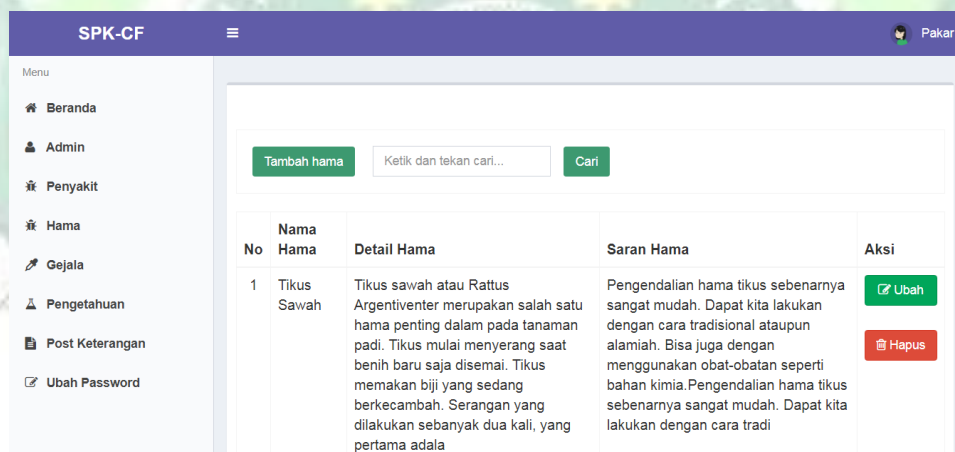 SPK-CF
Pakar
Menu
Beranda
Admin
Penyakit
Hama
Gejala
Pengetahuan
Post Keterangan
Ubah Password
Tambah hama
Ketik dan tekan cari...
Cari
No
Nama
Hama
Detail Hama
Saran Hama
Aksi
1
Tikus
Sawah
Tikus sawah atau Rattus
Argentiventer merupakan salah satu
hama penting dalam pada tanaman
padi. Tikus mulai menyerang saat
benih baru saja disemai. Tikus
memakan biji yang sedang
berkecambah. Serangan yang
dilakukan sebanyak dua kali, yang
pertama adala
Pengendalian hama tikus sebenarnya
sangat mudah. Dapat kita lakukan
dengan cara tradisional ataupun
alamiah. Bisa juga dengan
menggunakan obat-obatan seperti
bahan kimia.Pengendalian hama tikus
sebenarnya sangat mudah. Dapat kita
lakukan dengan cara tradi
Ubah
Hapus